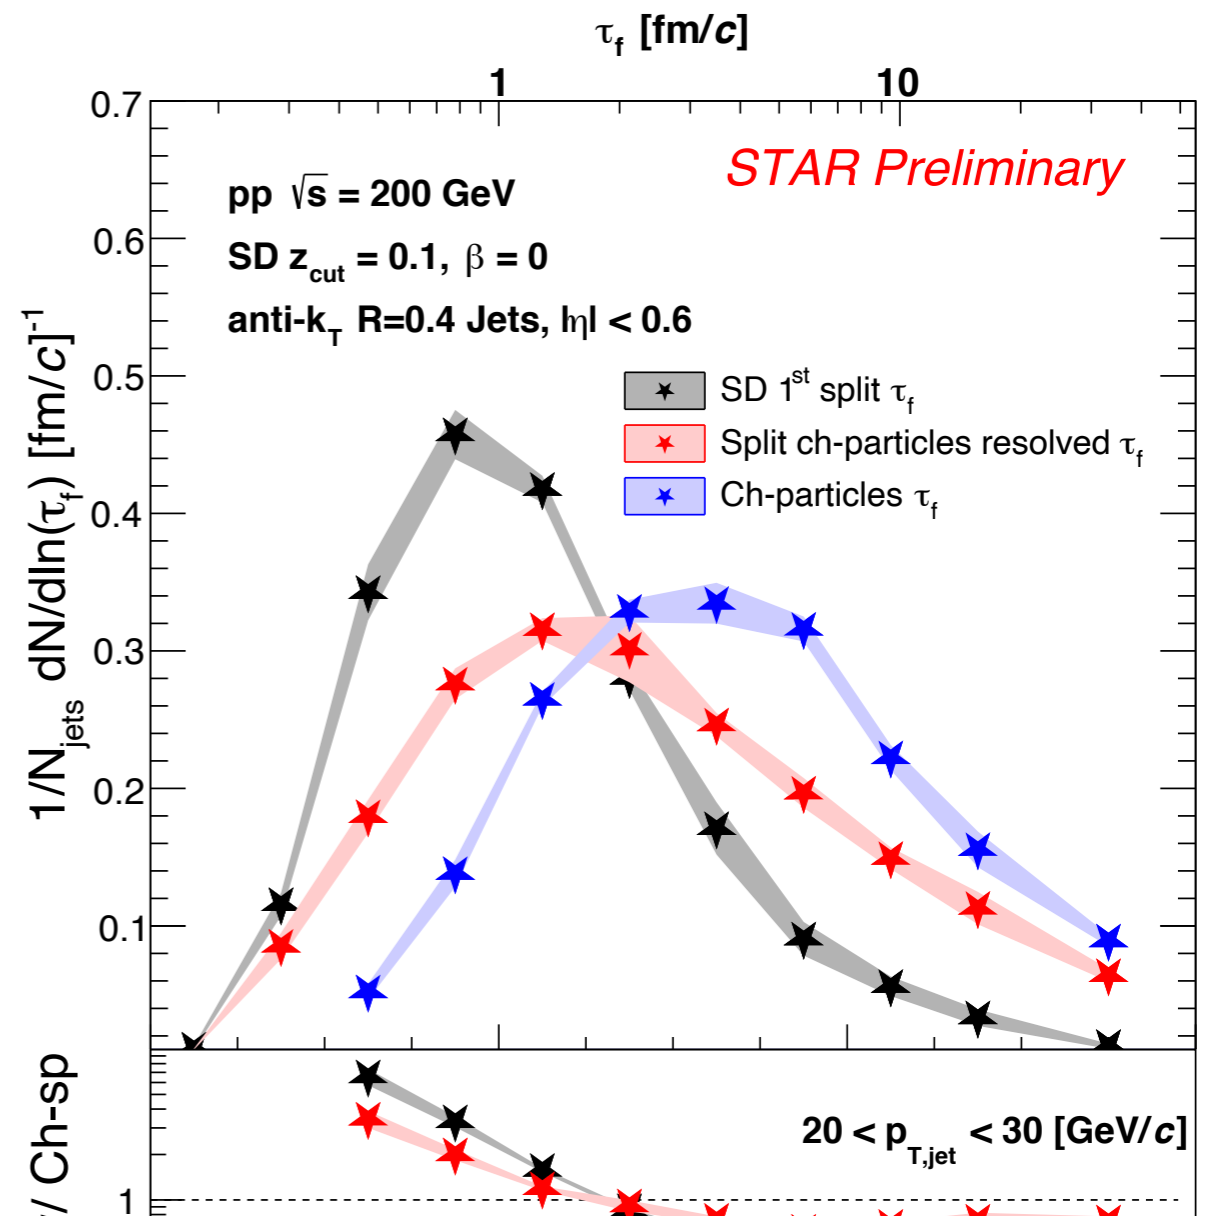 τf [fm/c]
1 10
0.7
STAR Preliminary
pp √s = 200 GeV
0.6
SD zcut = 0.1, β = 0
anti-kT R=0.4 Jets, |η| < 0.6
0.5
SD 1st split τf
Split ch-particles resolved τf
Ch-particles τf
0.4
0.3
0.2
0.1
1/Njets dN/dln(τf) [fm/c]-1
20 < pT,jet < 30 [GeV/c]
/ Ch-sp
1